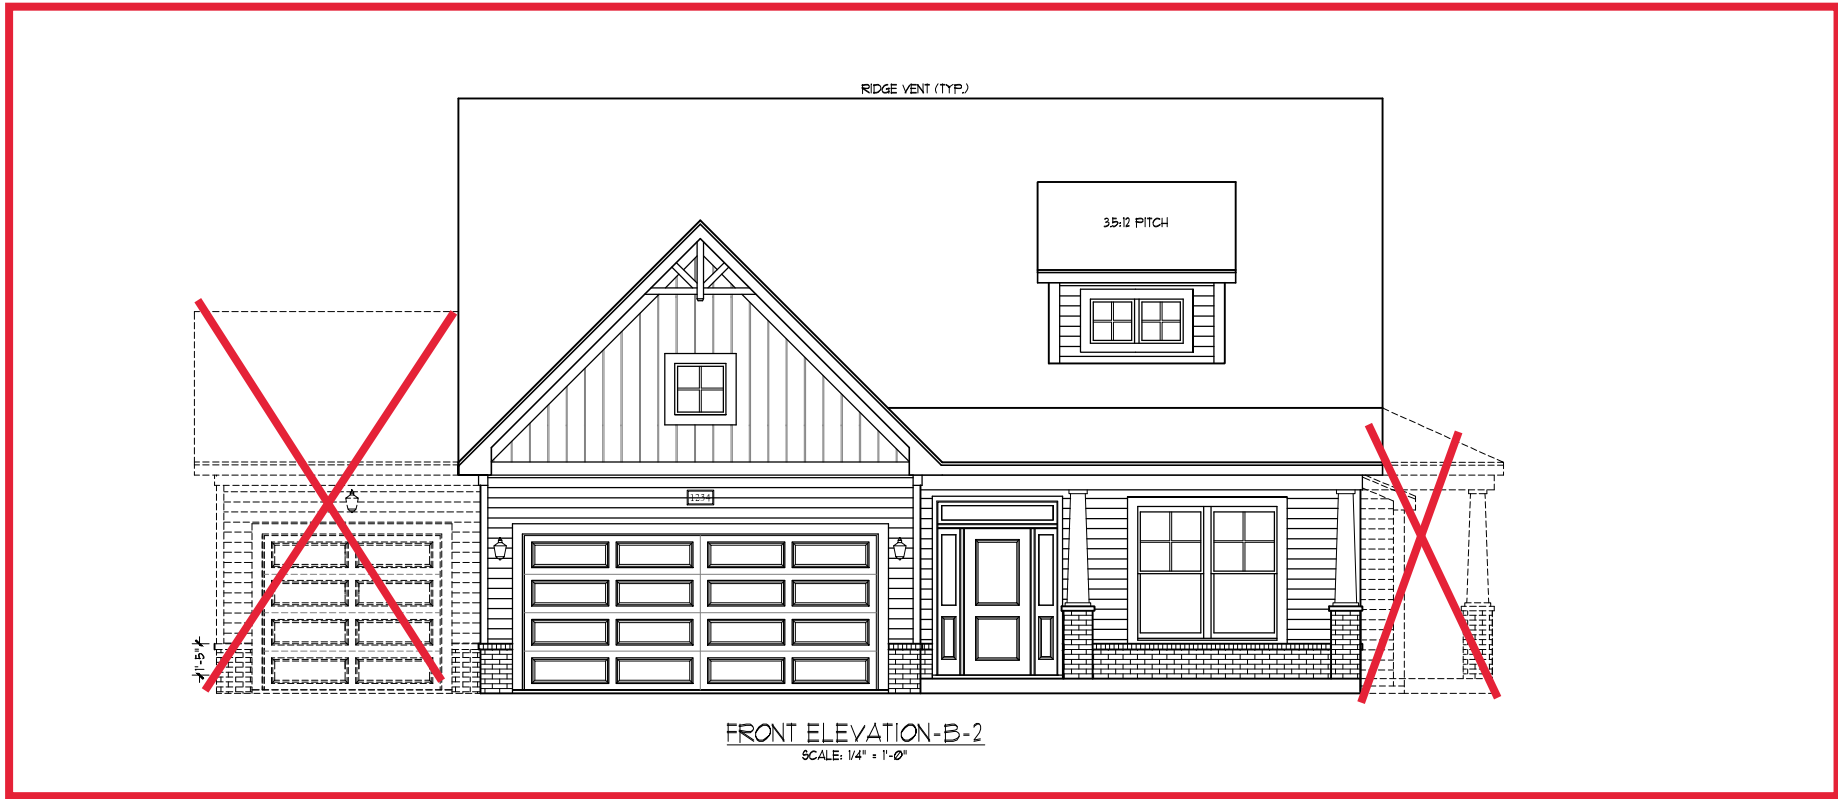 RIDGE VENT (TYP.)
3.5:12 PITCH
1234
1'-5"
FRONT ELEVATION-B-2
SCALE: 1/4" = 1'-0"